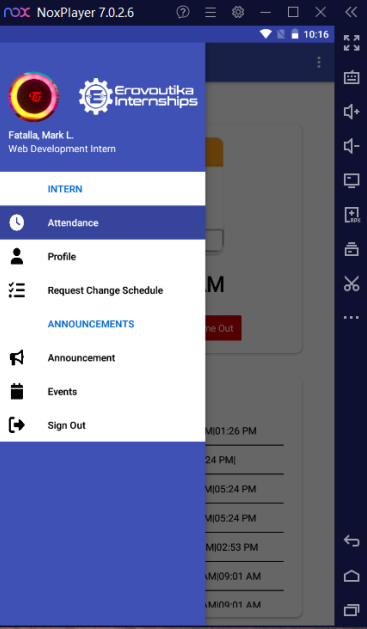 nox NoxPlayer 7.0.2.6
10:16
Erovoutika
Internships
Fatalla, Mark L.
Web Development Intern
INTERN
Attendance
Profile
Request Change Schedule
ANNOUNCEMENTS
Announcement
Events
Sign Out
AM
me Out
M|01:26 PM
24 PM|
M|05:24 PM
M|05:24 PM
M|02:53 PM
AM|09:01 AM
AM|09:01 AM